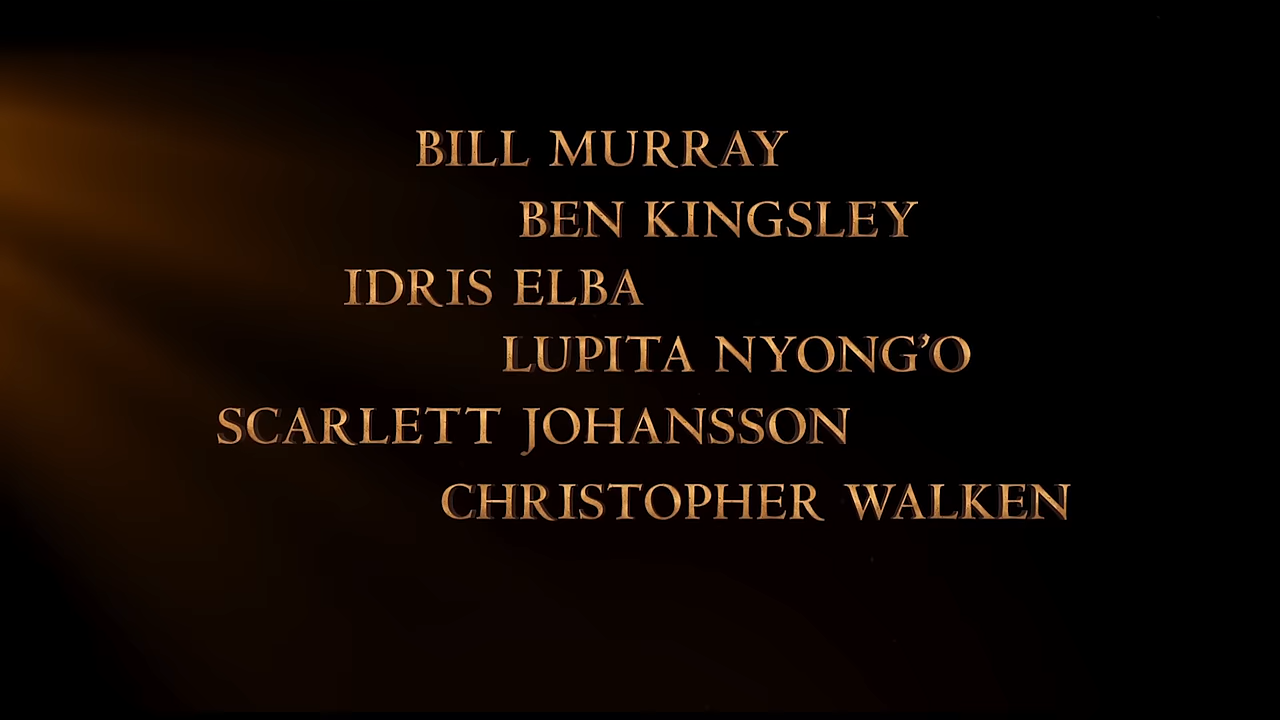 BILL MURRAY
BEN KINGSLEY
IDRIS ELBA
LUPITA NYONG’O
SCARLETT JOHANSSON
CHRISTOPHER WALKEN